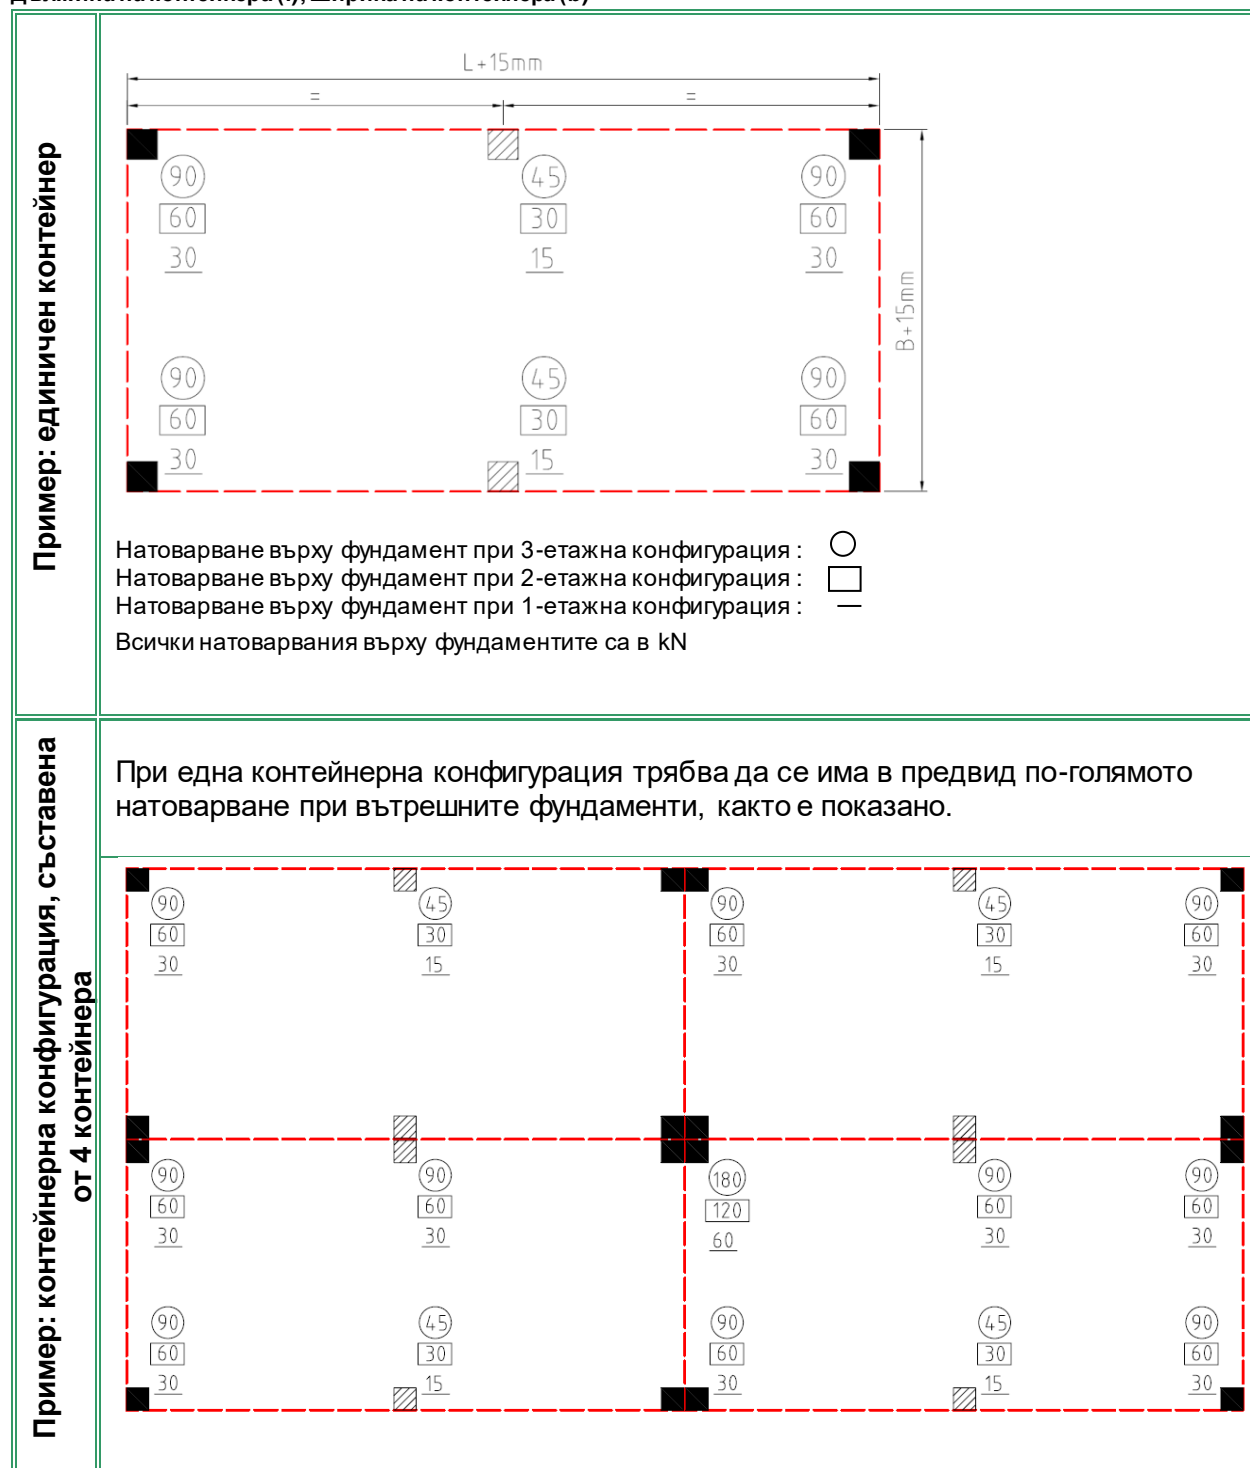 Дължина на контейнера (l), Ширина на контейнера (b)
Пример: единичен контейнер
L+15mm
= =
90 45 90
60 30 60
30 15 30
B+15mm
90 45 90
60 30 60
30 15 30
Натоварване върху фундамент при 3-етажна конфигурация :
Натоварване върху фундамент при 2-етажна конфигурация :
Натоварване върху фундамент при 1-етажна конфигурация :
Всички натоварвания върху фундаментите са в kN
Пример: контейнерна конфигурация, съставена
от 4 контейнера
При една контейнерна конфигурация трябва да се има в предвид по-голямото
натоварване при вътрешните фундаменти, както е показано.
90 45 90 45 90
60 30 60 30 60
30 15 30 15 30
90 90 180 90 90
60 60 120 60 60
30 30 60 30 30
90 45 90 45 90
60 30 60 30 60
30 15 30 15 30